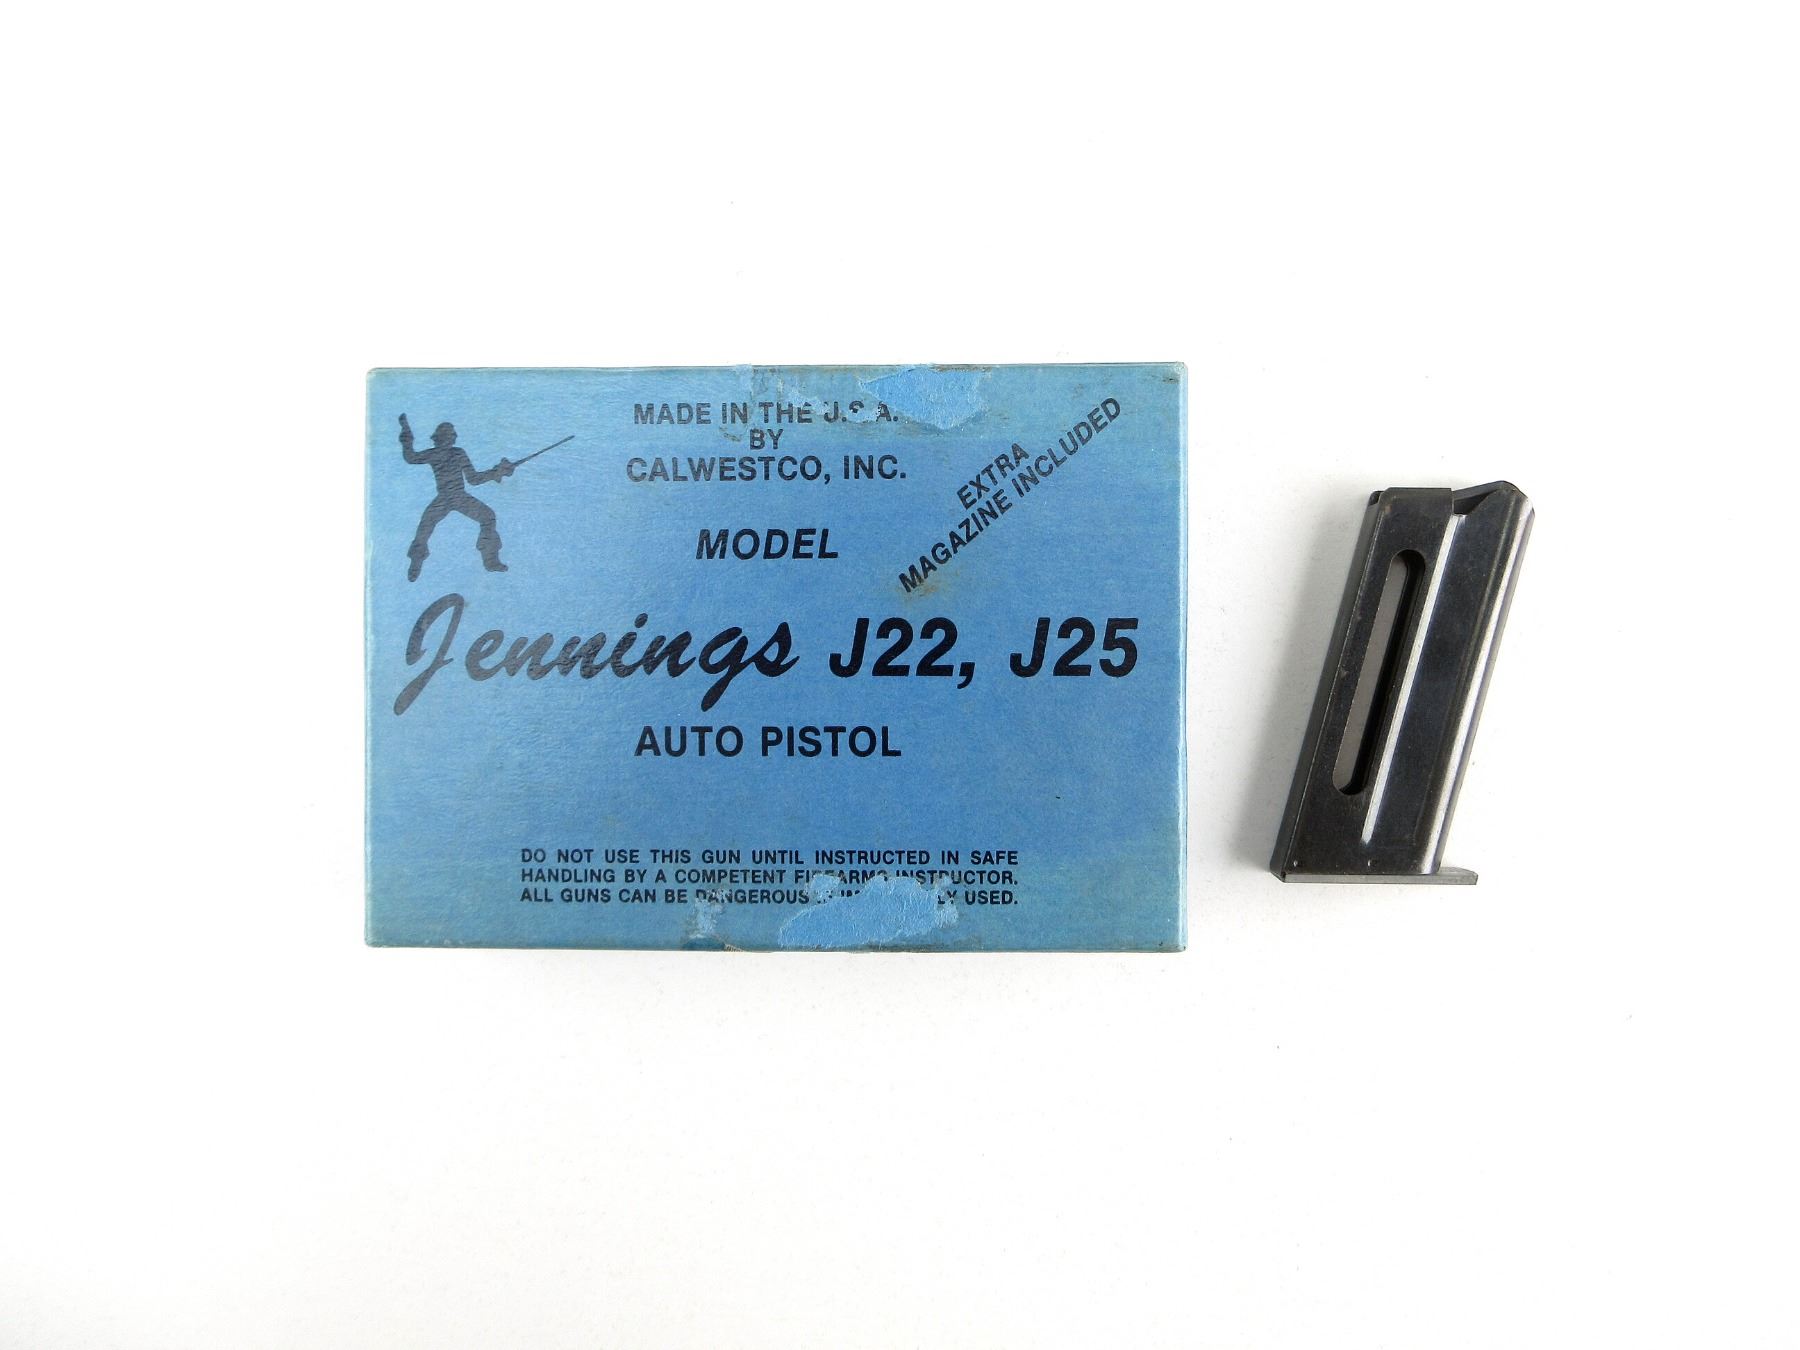 MADE IN THE U.S.A.
BY
CALWESTCO, INC.
EXTRA
MAGAZINE INCLUDED
MODEL
Jennings J22, J25
AUTO PISTOL
DO NOT USE THIS GUN UNTIL INSTRUCTED IN SAFE
HANDLING BY A COMPETENT FIREARMS INSTRUCTOR.
ALL GUNS CAN BE DANGEROUS USED.